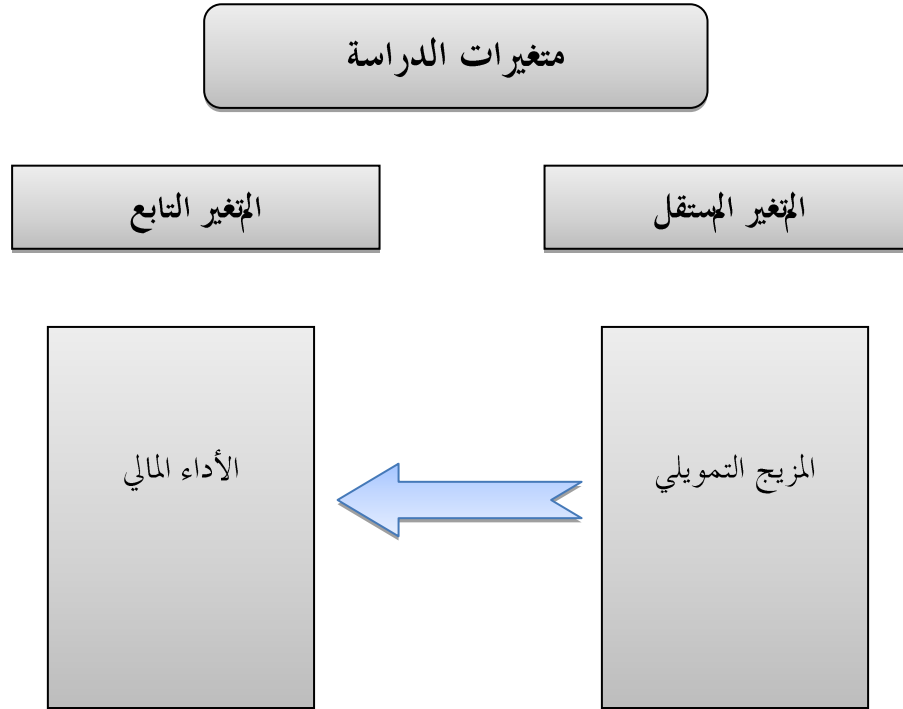 متغيرات الدراسة
المتغير المستقل
المتغير التابع
المزيج التمويلي
الأداء المالي